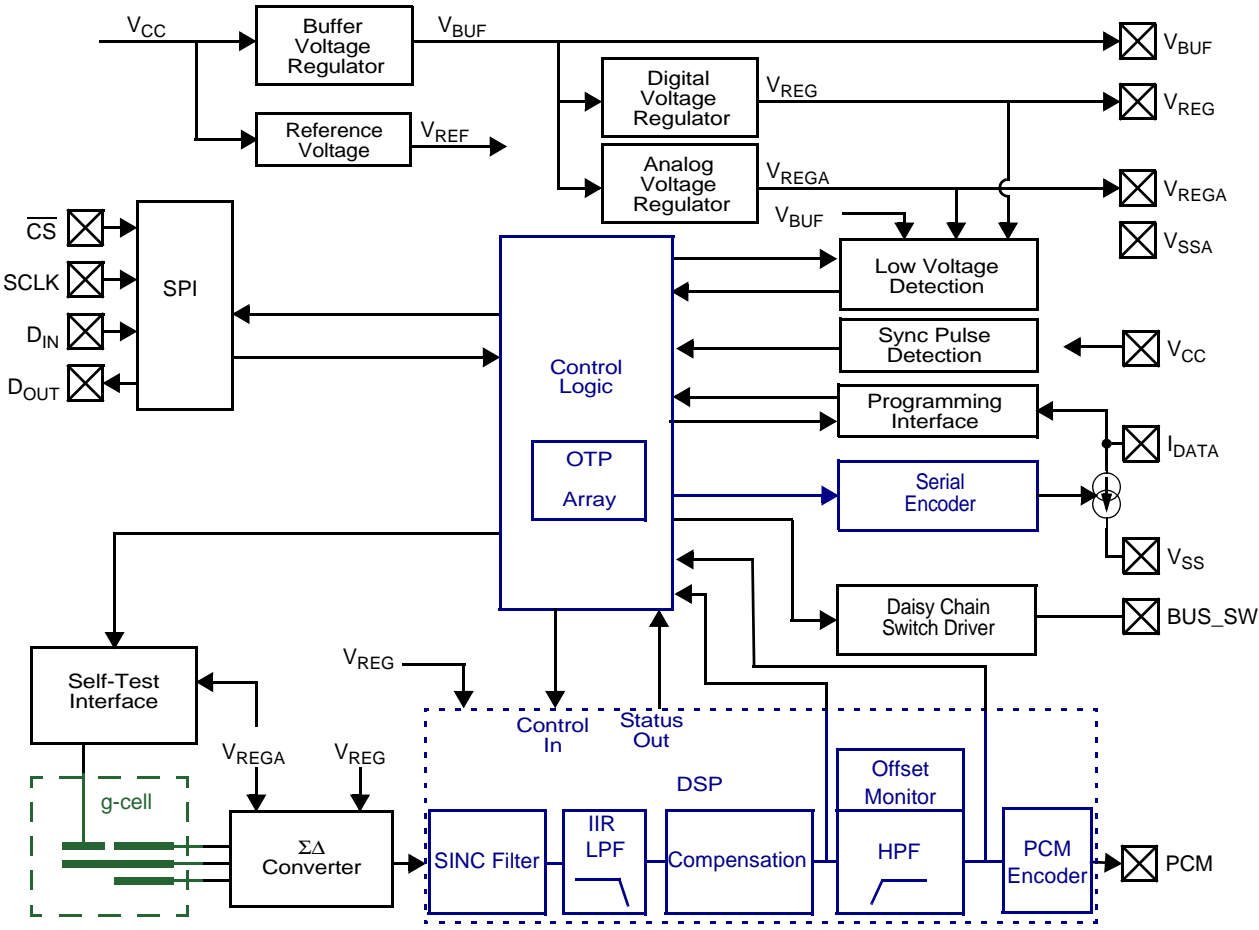 VCC
Buffer
Voltage
Regulator
VBUF
VBUF
Reference
Voltage
VREF
Digital
Voltage
Regulator
VREG
VREG
Analog
Voltage
Regulator
VREGA
VREGA
VBUF
VSSA
CS
SCLK
DIN
DOUT
SPI
Low Voltage
Detection
Sync Pulse
Detection
VCC
Control
Logic
OTP
Array
Programming
Interface
IDATA
Serial
Encoder
VSS
Daisy Chain
Switch Driver
BUS_SW
Self-Test
Interface
VREGA
VREG
VREG
Control
In
Status
Out
DSP
g-cell
ΣΔ
Converter
SINC Filter
IIR
LPF
Compensation
Offset
Monitor
HPF
PCM
Encoder
PCM